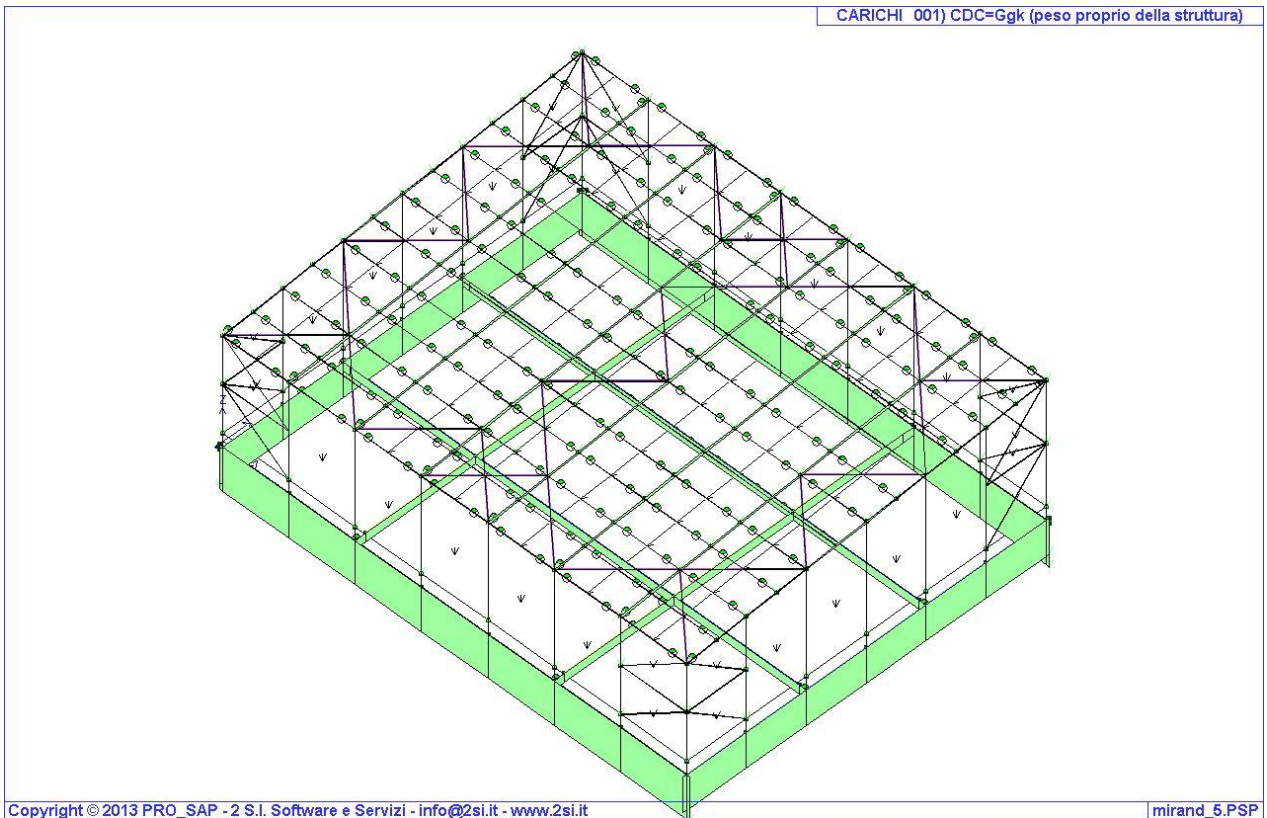 CARICHI 001) CDC=Ggk (peso proprio della struttura)
Z
Copyright © 2013 PRO_SAP - 2 S.I. Software e Servizi - info@2si.it - www.2si.it
mirand_5.PSP